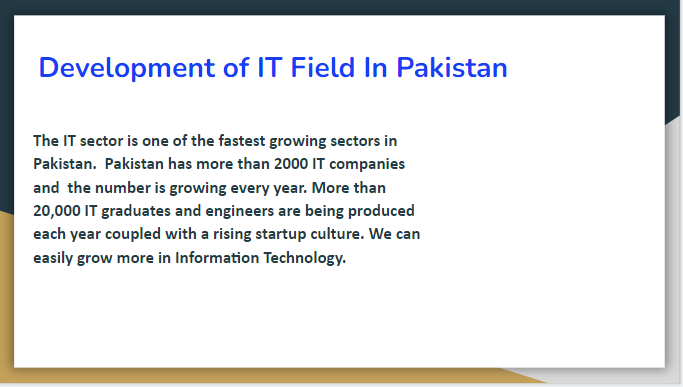 Development of IT Field In Pakistan
The IT sector is one of the fastest growing sectors in
Pakistan.  Pakistan has more than 2000 IT companies
and  the number is growing every year. More than
20,000 IT graduates and engineers are being produced
each year coupled with a rising startup culture. We can
easily grow more in Information Technology.